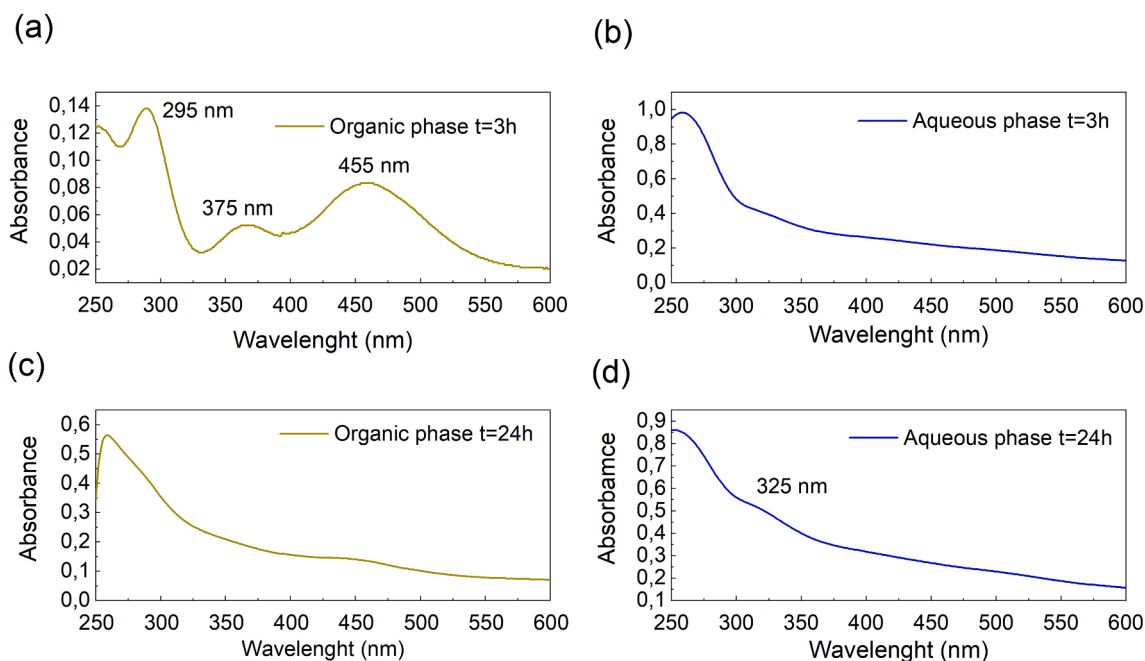 (a)
0,14
0,12
0,10
0,08
0,06
0,04
0,02
Absorbance
295 nm
375 nm
455 nm
Organic phase t=3h
250 300 350 400 450 500 550 600
Wavelenght (nm)
(b)
1,0
0,8
0,6
0,4
0,2
0,0
Absorbance
Aqueous phase t=3h
250 300 350 400 450 500 550 600
Wavelenght (nm)
(c)
0,6
0,5
0,4
0,3
0,2
0,1
0,0
Absorbance
Organic phase t=24h
250 300 350 400 450 500 550 600
Wavelenght (nm)
(d)
0,9
0,8
0,7
0,6
0,5
0,4
0,3
0,2
0,1
Absorbamce
325 nm
Aqueous phase t=24h
250 300 350 400 450 500 550 600
Wavelenght (nm)